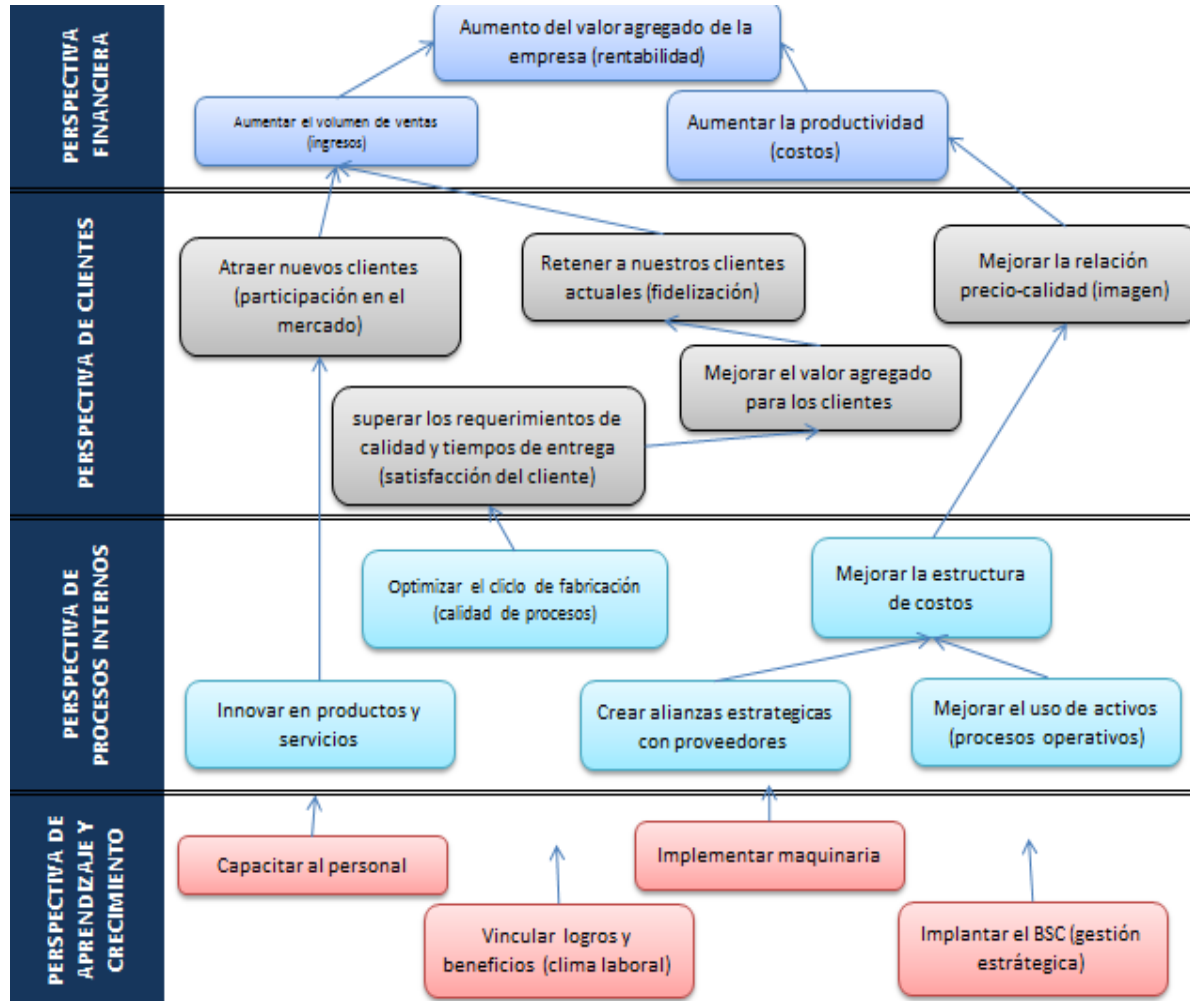 PERSPECTIVA
FINANCIERA
Aumento del valor agregado de la
empresa (rentabilidad)
Aumentar el volumen de ventas
(ingresos)
Aumentar la productividad
(costos)
PERSPECTIVA DE CLIENTES
Atraer nuevos clientes
(participación en el
mercado)
Retener a nuestros clientes
actuales (fidelización)
Mejorar la relación
precio-calidad (imagen)
Mejorar el valor agregado
para los clientes
superar los requerimientos de
calidad y tiempos de entrega
(satisfacción del cliente)
PERSPECTIVA DE
PROCESOS INTERNOS
Optimizar el cliclo de fabricación
(calidad de procesos)
Mejorar la estructura
de costos
Innovar en productos y
servicios
Crear alianzas estrategicas
con proveedores
Mejorar el uso de activos
(procesos operativos)
PERSPECTIVA DE
APRENDIZAJE Y
CRECIMIENTO
Capacitar al personal
Implementar maquinaria
Vincular logros y
beneficios (clima laboral)
Implantar el BSC (gestión
estrátegica)